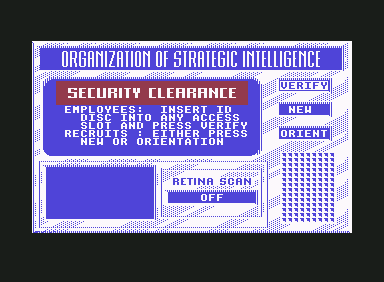 ORGANIZATION OF STRATEGIC INTELLIGENCE
SECURITY CLEARANCE
EMPLOYEES: INSERT ID
DISC INTO ANY ACCESS
SLOT AND PRESS VERIFY
RECRUITS : EITHER PRESS
NEW OR ORIENTATION
VERIFY
NEW
ORIENT
RETINA SCAN
OFF